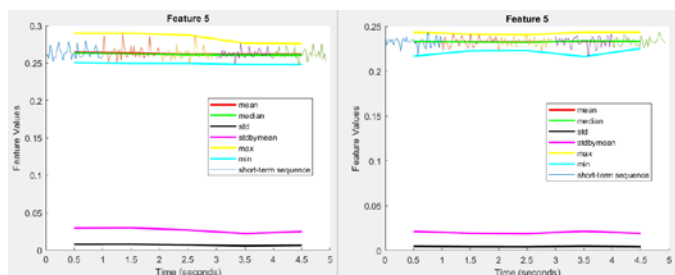 Feature 5
0.3
0.25
0.2
0.15
0.1
0.05
0
Feature Values
mean
median
std
stdbymean
max
min
short-term sequence
0 0.5 1 1.5 2 2.5 3 3.5 4 4.5 5
Time (seconds)
Feature 5
0.25
0.2
0.15
0.1
0.05
0
Feature Values
mean
median
std
stdbymean
max
min
short-term sequence
0 0.5 1 1.5 2 2.5 3 3.5 4 4.5 5
Time (seconds)